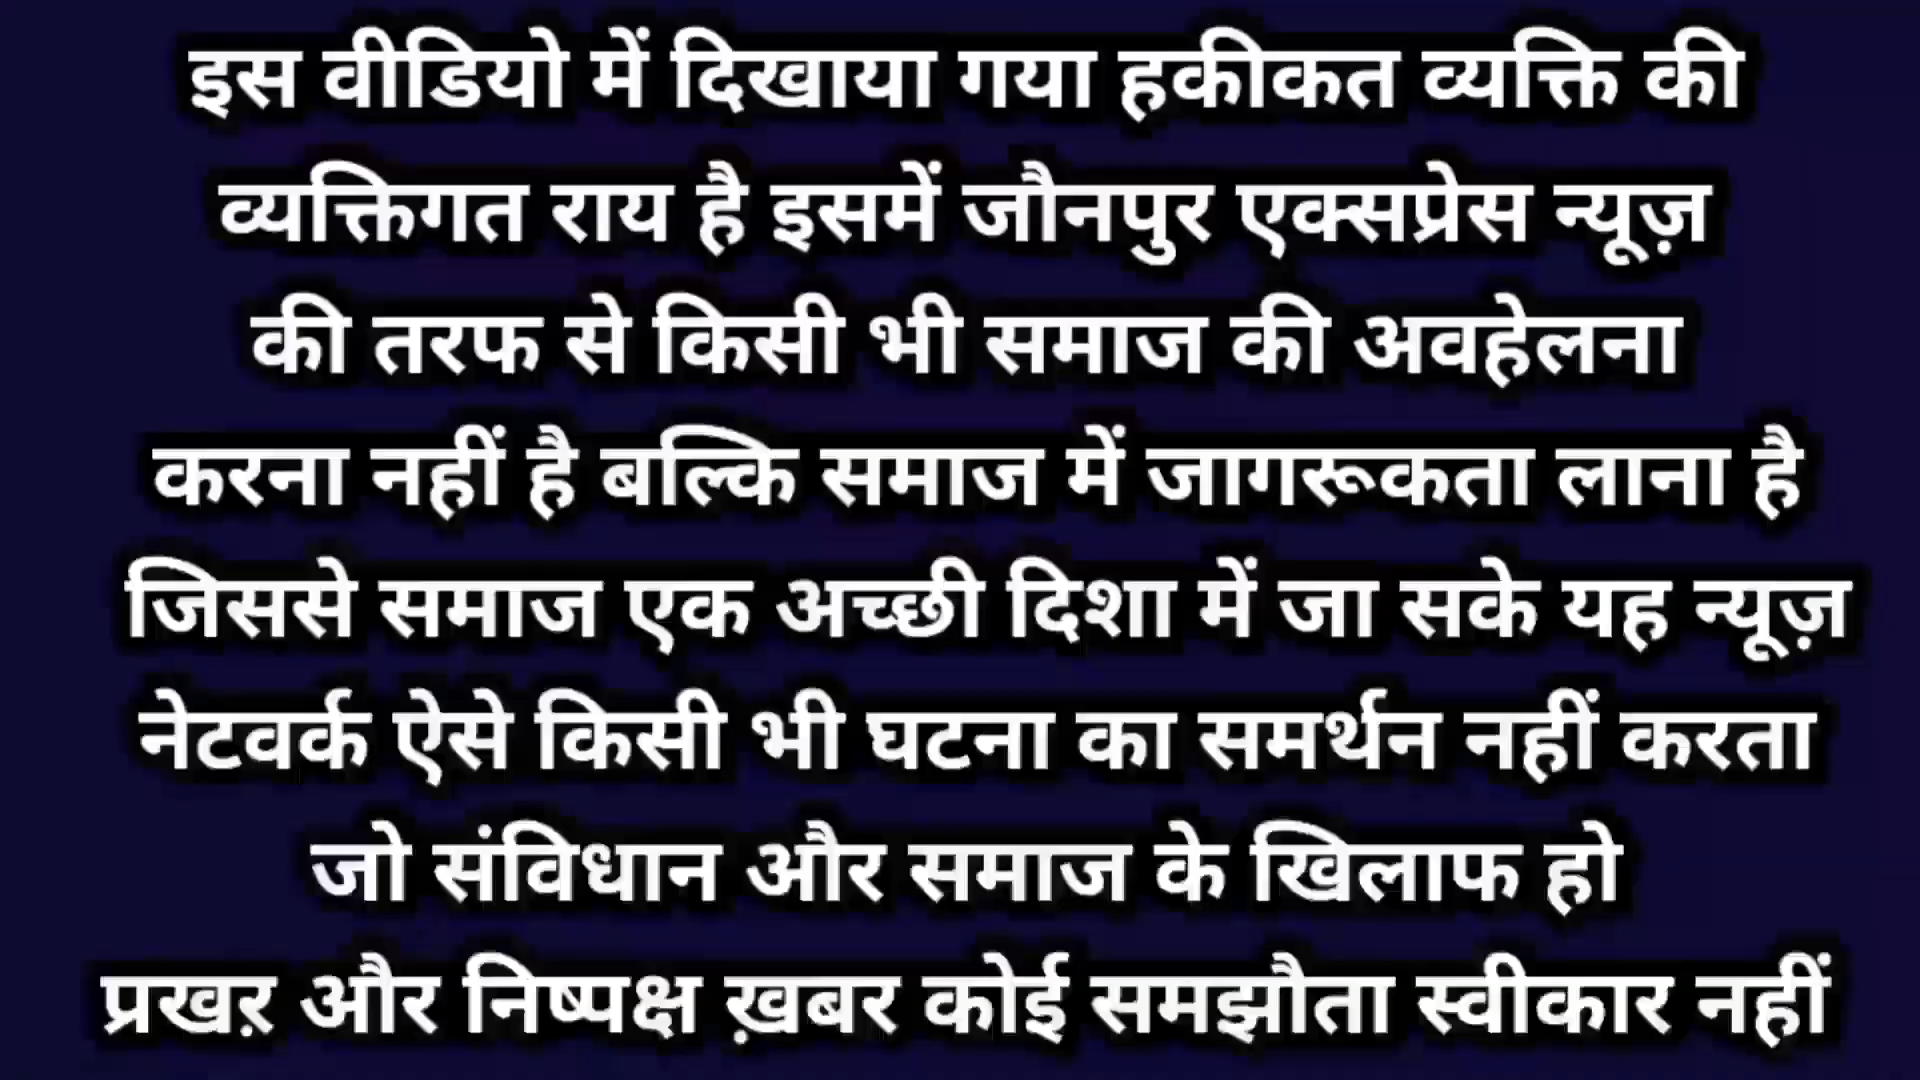 इस वीडियो में दिखाया गया हकीकत व्यक्ति की
व्यक्तिगत राय है इसमें जौनपुर एक्सप्रेस न्यूज़
की तरफ से किसी भी समाज की अवहेलना
करना नहीं है बल्कि समाज में जागरूकता लाना है
जिससे समाज एक अच्छी दिशा में जा सके यह न्यूज़
नेटवर्क ऐसे किसी भी घटना का समर्थन नहीं करता
जो संविधान और समाज के खिलाफ हो
प्रखऱ और निष्पक्ष ख़बर कोई समझौता स्वीकार नहीं